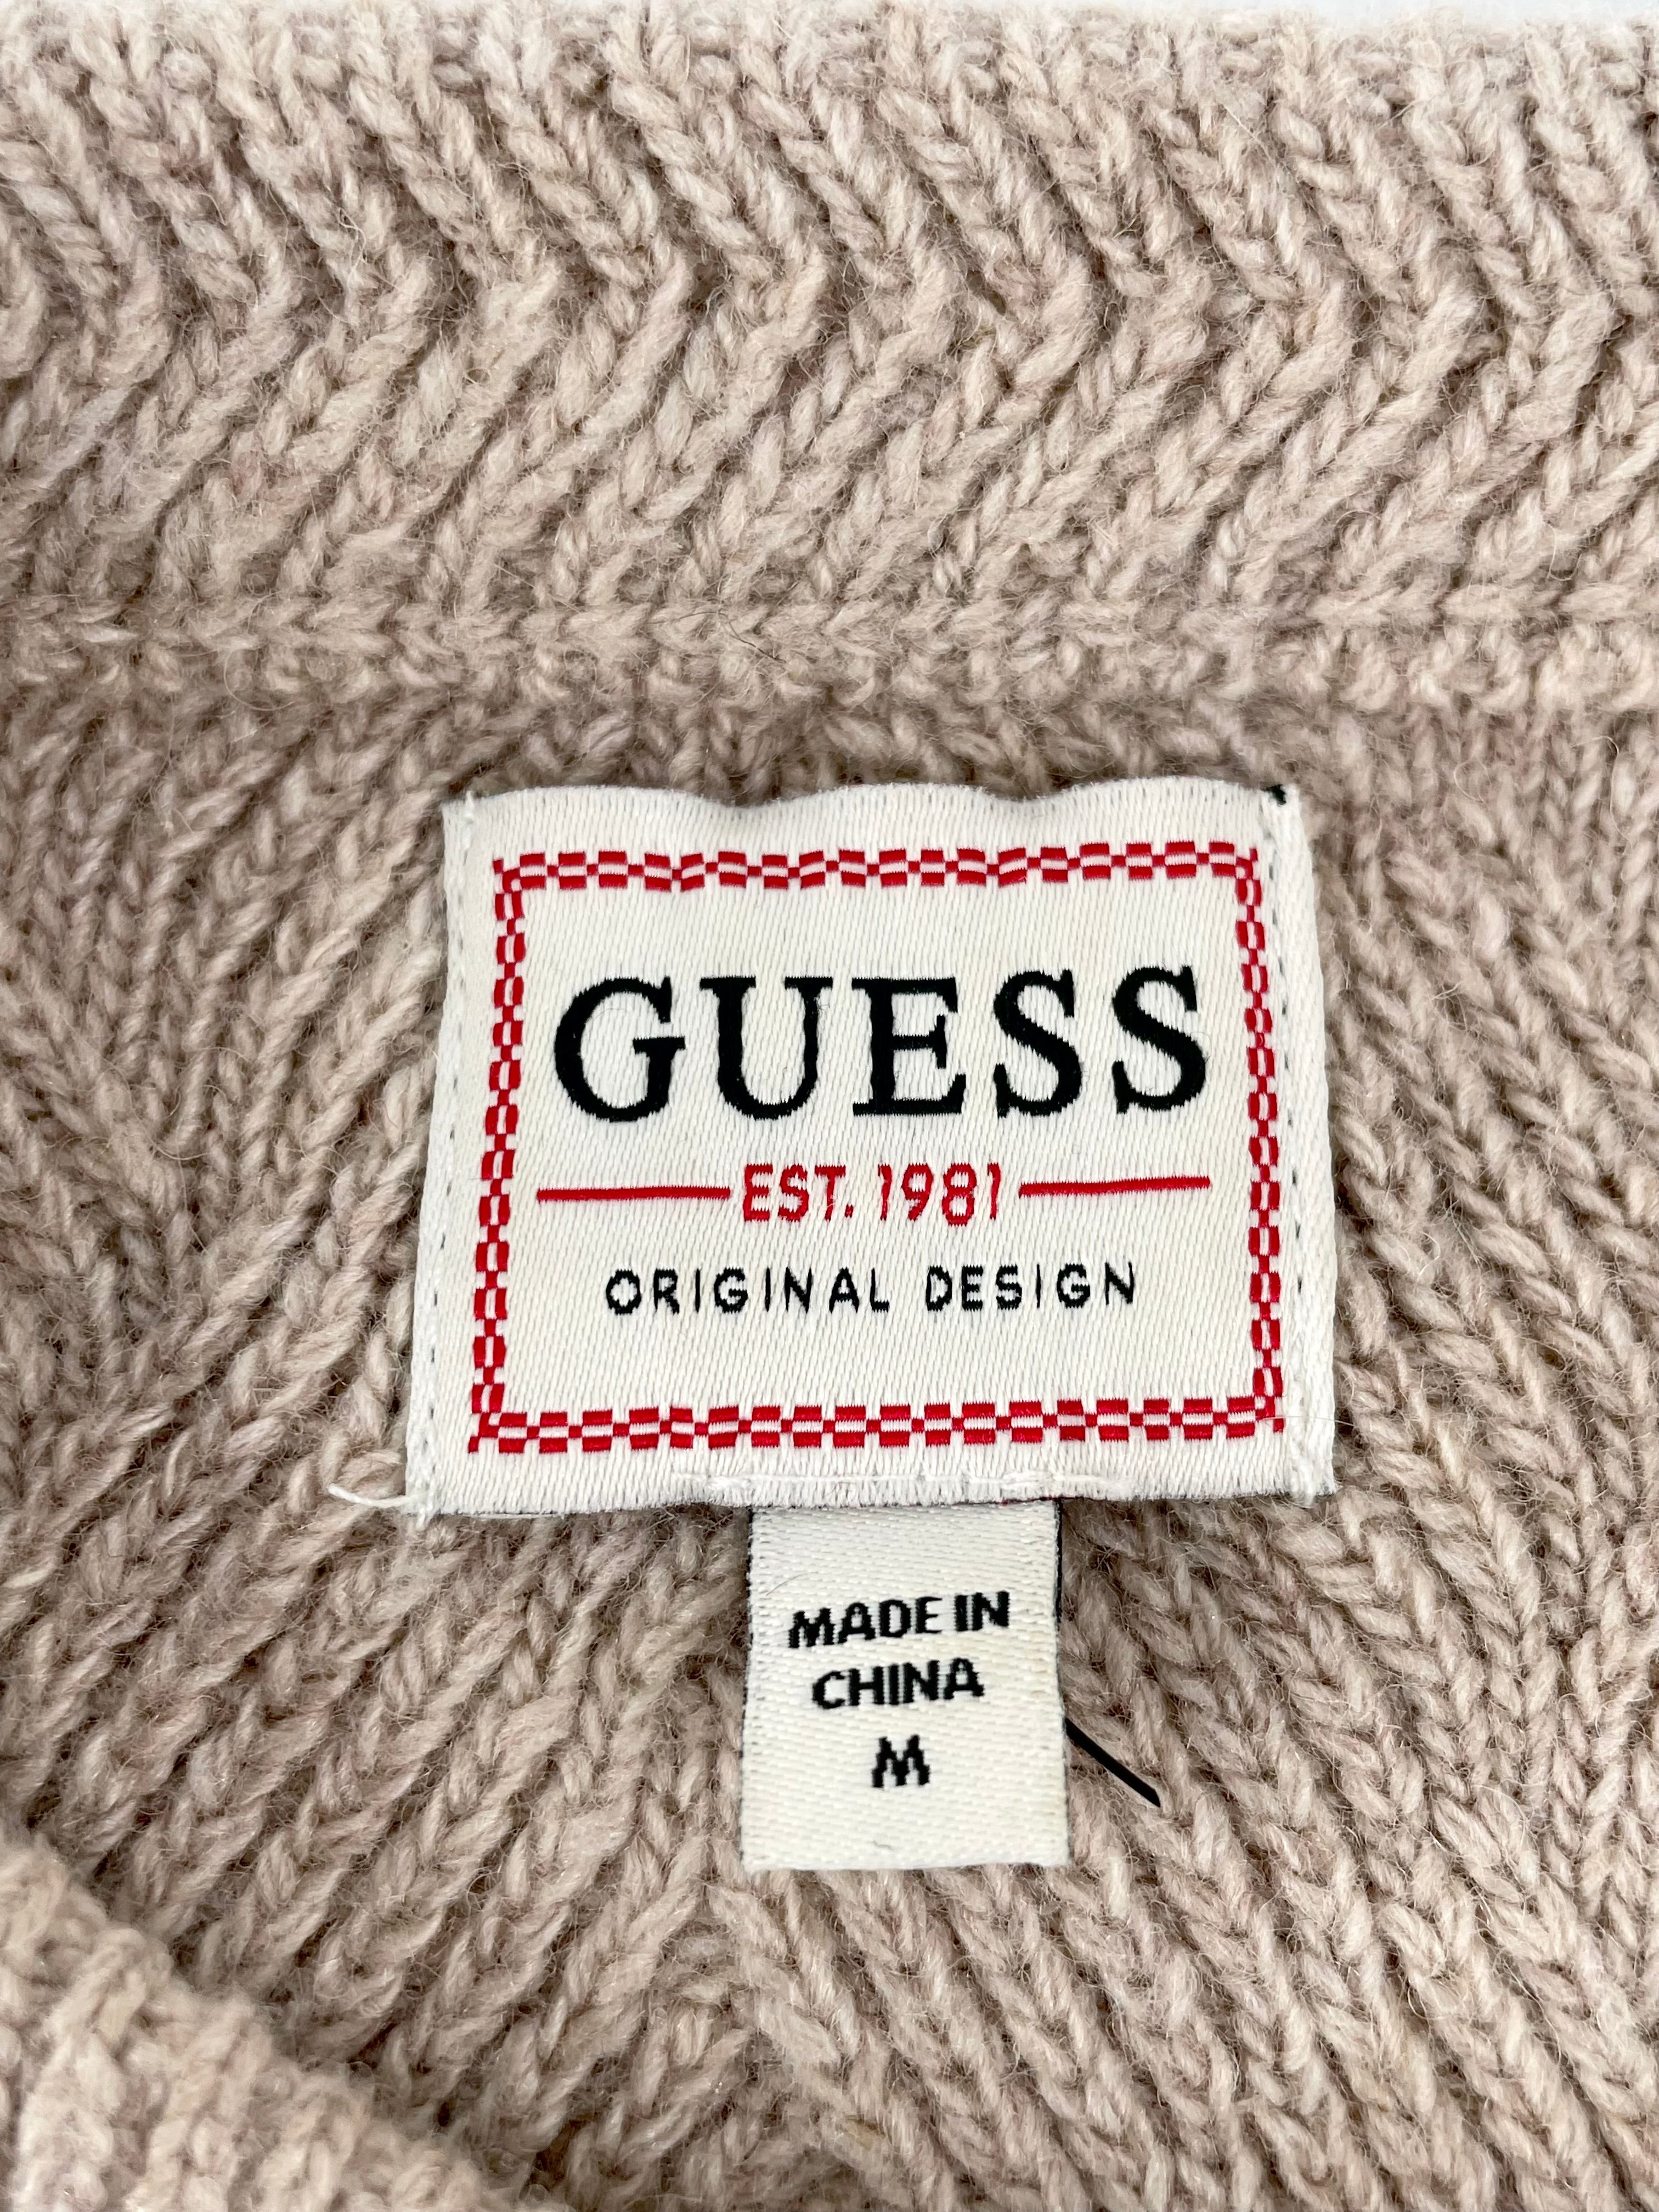 GUESS
EST. 1981
ORIGINAL DESIGN
MADE IN
CHINA
M